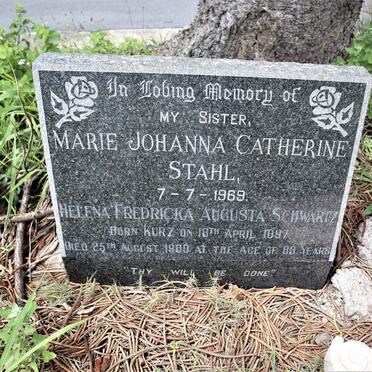 In Loving Memory of
MY SISTER,
MARIE JOHANNA CATHERINE
STAHL,
7-7-1969.
HELENA FREDRICKA AUGUSTA SCHWARTZ
BORN KURZ ON 18TH APRIL 1897
DIED 25TH AUGUST 1980 AT THE AGE OF 83 YEARS
"THY WILL BE DONE"